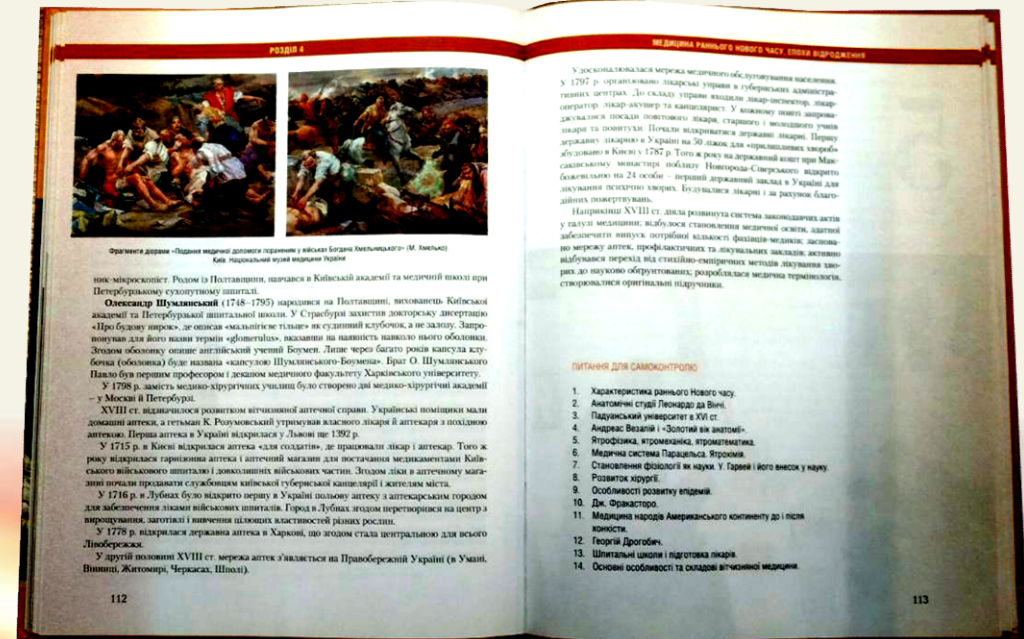 РОЗДІЛ 4
Фрагменти діорами «Подання медичної допомоги пораненим у військах Богдана Хмельницького» (М. Хмелько)
Київ. Національний музей медицини України
ник-мікроскопіст. Родом із Полтавщини, навчався в Київській академії та медичній школі при
Петербурзькому сухопутному шпиталі.
Олександр Шумлянський (1748–1795) народився на Полтавщині, вихованець Київської
академії та Петербурзької шпитальної школи. У Страсбурзі захистив докторську дисертацію
«Про будову нирок», де описав «мальпігієве тільце» як судинний клубочок, а не залозу. Запро-
понував для його назви термін «glomerulus», вказавши на наявність навколо нього оболонки.
Згодом оболонку опише англійський учений Боумен. Лише через багато років капсула клу-
бочка (оболонка) буде названа «капсулою Шумлянського-Боумена». Брат О. Шумлянського
Павло був першим професором і деканом медичного факультету Харківського університету.
У 1798 р. замість медико-хірургічних училищ було створено дві медико-хірургічні академії
– у Москві й Петербурзі.
XVIII ст. відзначилося розвитком вітчизняної аптечної справи. Українські поміщики мали
домашні аптеки, а гетьман К. Розумовський утримував власного лікаря й аптекаря з похідною
аптекою. Перша аптека в Україні відкрилася у Львові ще 1392 р.
У 1715 р. в Києві відкрилася аптека «для солдатів», де працювали лікар і аптекар. Того ж
року відкрилася гарнізонна аптека і аптечний магазин для постачання медикаментами Київ-
ського військового шпиталю і довколишніх військових частин. Згодом ліки в аптечному мага-
зині почали продавати службовцям київської губернської канцелярії і жителям міста.
У 1716 р. в Лубнах було відкрито першу в Україні польову аптеку з аптекарським городом
для забезпечення ліками військових шпиталів. Город в Лубнах згодом перетворився на центр з
вирощування, заготівлі і вивчення цілющих властивостей різних рослин.
У 1778 р. відкрилася державна аптека в Харкові, що згодом стала центральною для всього
Лівобережжя.
У другій половині XVIII ст. мережа аптек з'являється на Правобережній Україні (в Умані,
Вінниці, Житомирі, Черкасах, Шполі).
112
МЕДИЦИНА РАННЬОГО НОВОГО ЧАСУ. ЕПОХИ ВІДРОДЖЕННЯ
Удосконалювалася мережа медичного обслуговування населення.
У 1797 р. організовано лікарські управи в губернських адміністра-
тивних центрах. До складу управи входили лікар-інспектор, лікар-
оператор, лікар-акушер та канцелярист. У кожному повіті запрова-
джувалися посади повітового лікаря, старшого і молодшого учнів
лікаря та повитухи. Почали відкриватися державні лікарні. Першу
державну лікарню в Україні на 50 ліжок для «прилипливих хвороб»
збудовано в Києві у 1787 р. Того ж року на державний кошт при Мак-
саківському монастирі поблизу Новгорода-Сіверського відкрито
божевільню на 24 особи – перший державний заклад в Україні для
лікування психічно хворих. Будувалися лікарні і за рахунок благо-
дійних пожертвувань.
Наприкінці XVIII ст. діяла розвинута система законодавчих актів
у галузі медицини; відбулося становлення медичної освіти, здатної
забезпечити випуск потрібної кількості фахівців-медиків; заснова-
но мережу аптек, профілактичних та лікувальних закладів; активно
відбувався перехід від стихійно-емпіричних методів лікування хво-
рих до науково обґрунтованих; розроблялася медична термінологія,
створювалися оригінальні підручники.
ПИТАННЯ ДЛЯ САМОКОНТРОЛЮ
1. Характеристика раннього Нового часу.
2. Анатомічні студії Леонардо да Вінчі.
3. Падуанський університет в XVI ст.
4. Андреас Везалій і «Золотий вік анатомії».
5. Ятрофізика, ятромеханіка, ятроматематика.
6. Медична система Парацельса. Ятрохімія.
7. Становлення фізіології як науки. У. Гарвей і його внесок у науку.
8. Розвиток хірургії.
9. Особливості розвитку епідемій.
10. Дж. Фракасторо.
11. Медицина народів Американського континенту до і після
конкісти.
12. Георгій Дрогобич.
13. Шпитальні школи і підготовка лікарів.
14. Основні особливості та складові вітчизняної медицини.
113